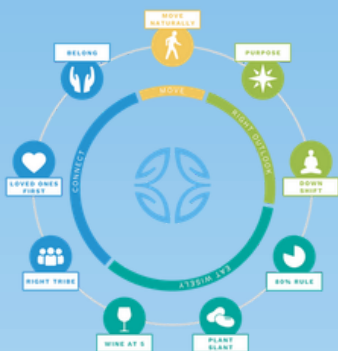 MOVE
NATURALLY
PURPOSE
DOWN
SHIFT
80% RULE
PLANT
SLANT
WINE AT 5
RIGHT TRIBE
LOVED ONES
FIRST
BELONG
MOVE
RIGHT OUTLOOK
EAT WISELY
CONNECT